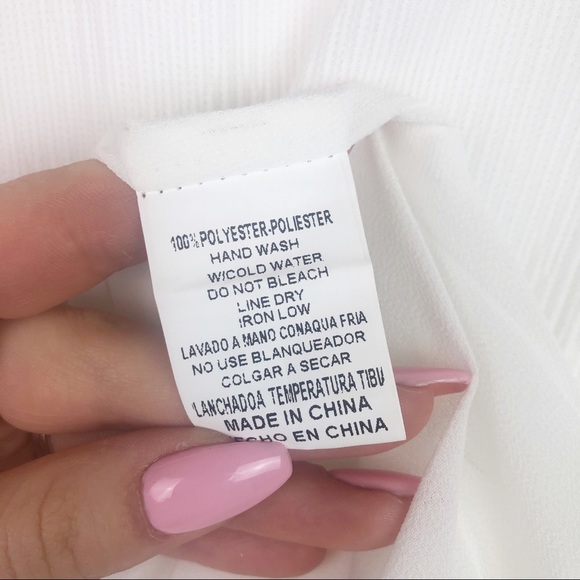 100% POLYESTER-POLIESTER
HAND WASH
W/COLD WATER
DO NOT BLEACH
LINE DRY
IRON LOW
LAVADO A MANO CONAQUA FRIA
NO USE BLANQUEADOR
COLGAR A SECAR
LANCHADOA TEMPERATURA TIBU
MADE IN CHINA
ECHO EN CHINA